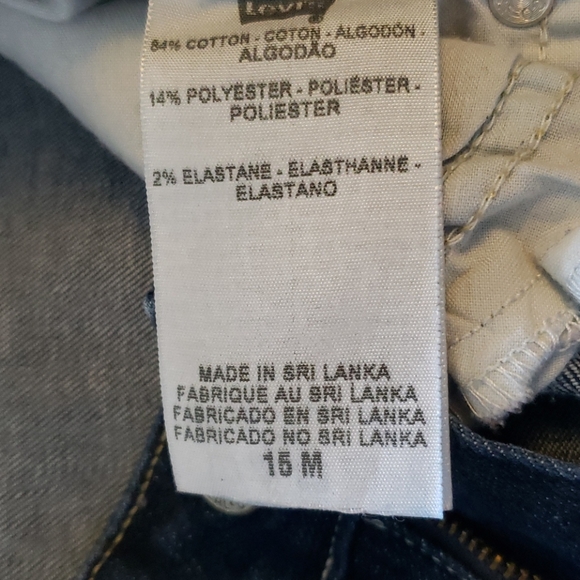 Levi's
84% COTTON - COTON - ALGODÓN -
ALGODÃO
14% POLYESTER - POLIÉSTER -
POLIESTER
2% ELASTANE - ELASTHANNE -
ELASTANO
MADE IN SRI LANKA
FABRIQUE AU SRI LANKA
FABRICADO EN SRI LANKA
FABRICADO NO SRI LANKA
15 M